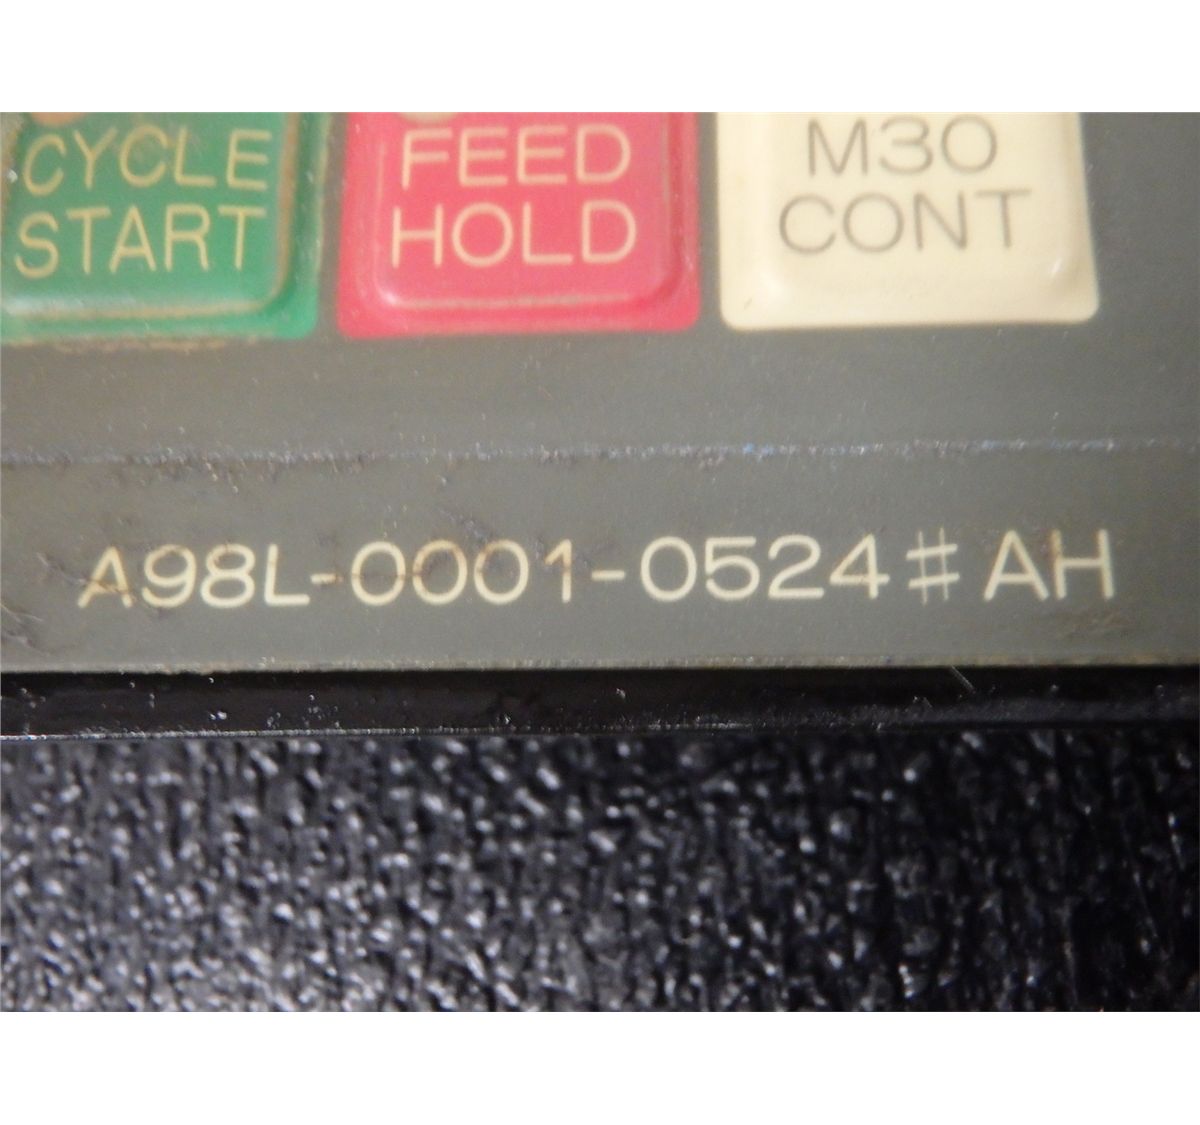 CYCLE
START
FEED
HOLD
M30
CONT
A98L-0001-0524#AH